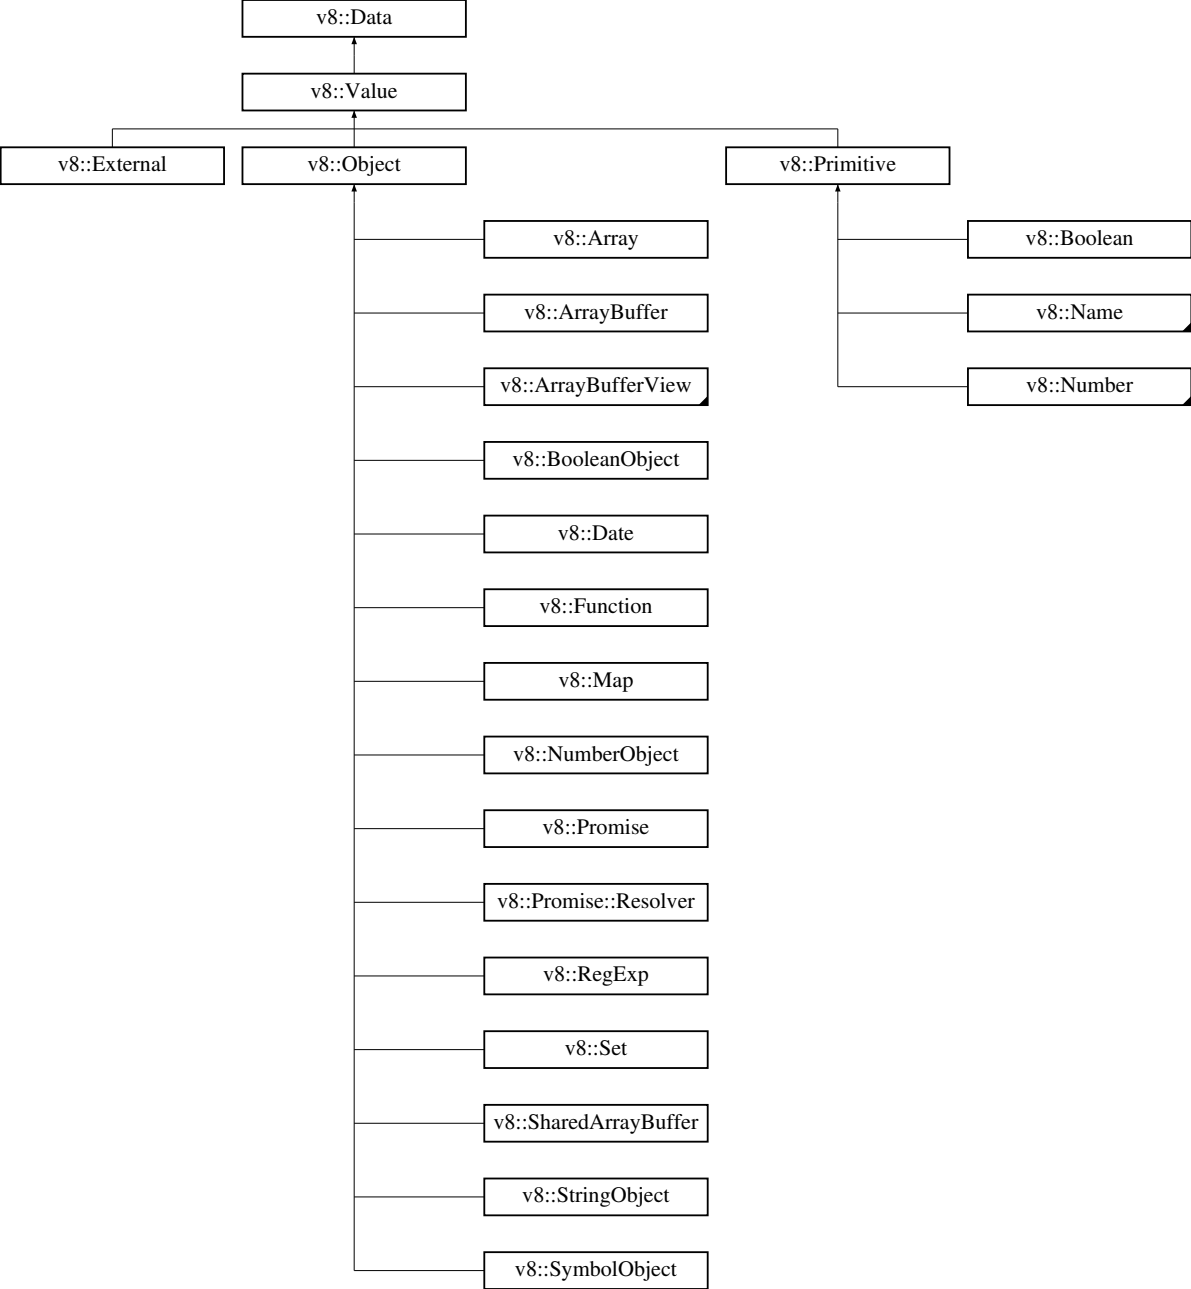 v8::Data
v8::Value
v8::External
v8::Object
v8::Primitive
v8::Array
v8::Boolean
v8::ArrayBuffer
v8::Name
v8::ArrayBufferView
v8::Number
v8::BooleanObject
v8::Date
v8::Function
v8::Map
v8::NumberObject
v8::Promise
v8::Promise::Resolver
v8::RegExp
v8::Set
v8::SharedArrayBuffer
v8::StringObject
v8::SymbolObject